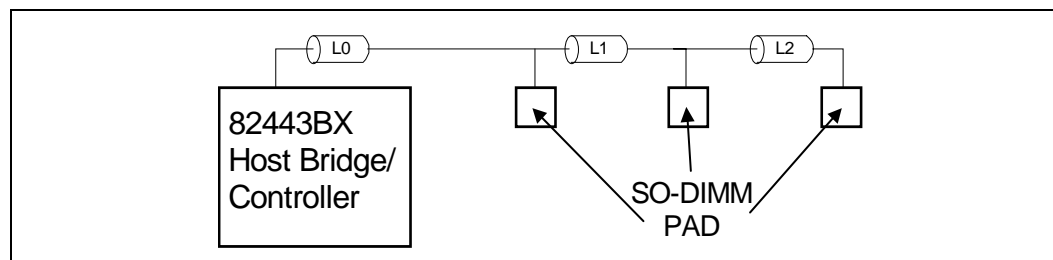 L0
L1
L2
82443BX
Host Bridge/
Controller
SO-DIMM
PAD